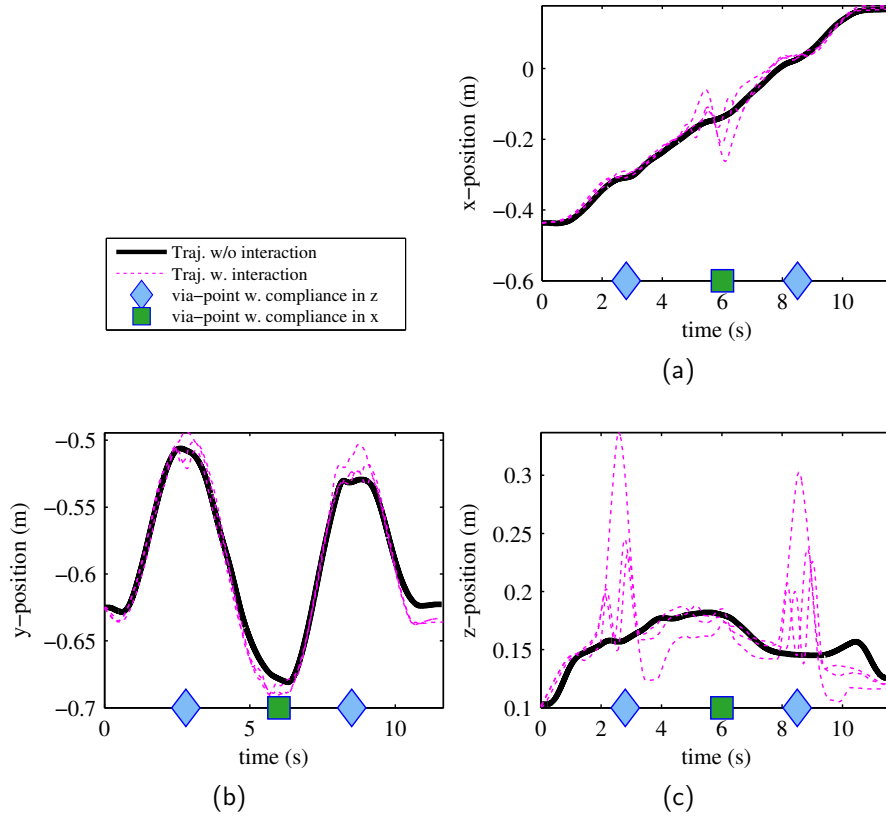 0
−0.2
−0.4
−0.6
x−position (m)
0 2 4 6 8 10
time (s)
(a)
Traj. w/o interaction
Traj. w. interaction
via−point w. compliance in z
via−point w. compliance in x
−0.5
−0.55
−0.6
−0.65
−0.7
y−position (m)
0 5 10
time (s)
(b)
0.3
0.25
0.2
0.15
0.1
z−position (m)
0 2 4 6 8 10
time (s)
(c)